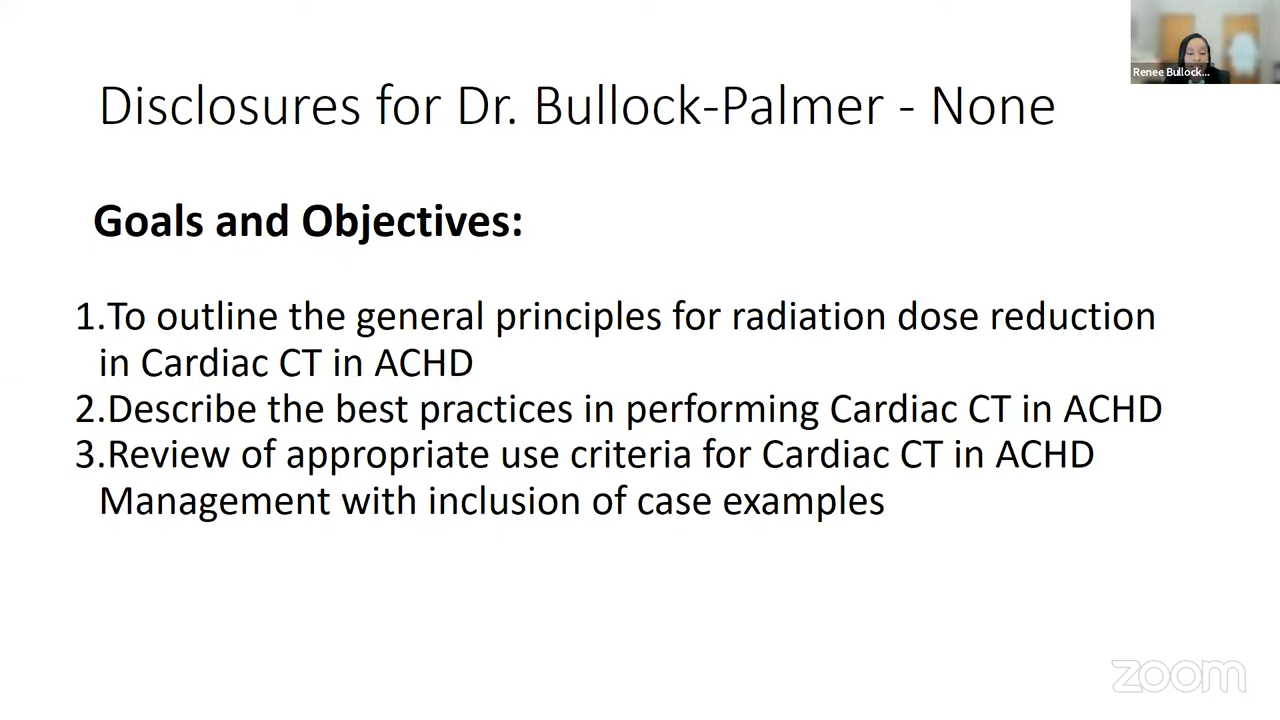 Renee Bullock...
Disclosures for Dr. Bullock-Palmer - None
Goals and Objectives:
1.To outline the general principles for radiation dose reduction
in Cardiac CT in ACHD
2.Describe the best practices in performing Cardiac CT in ACHD
3.Review of appropriate use criteria for Cardiac CT in ACHD
Management with inclusion of case examples
zoom